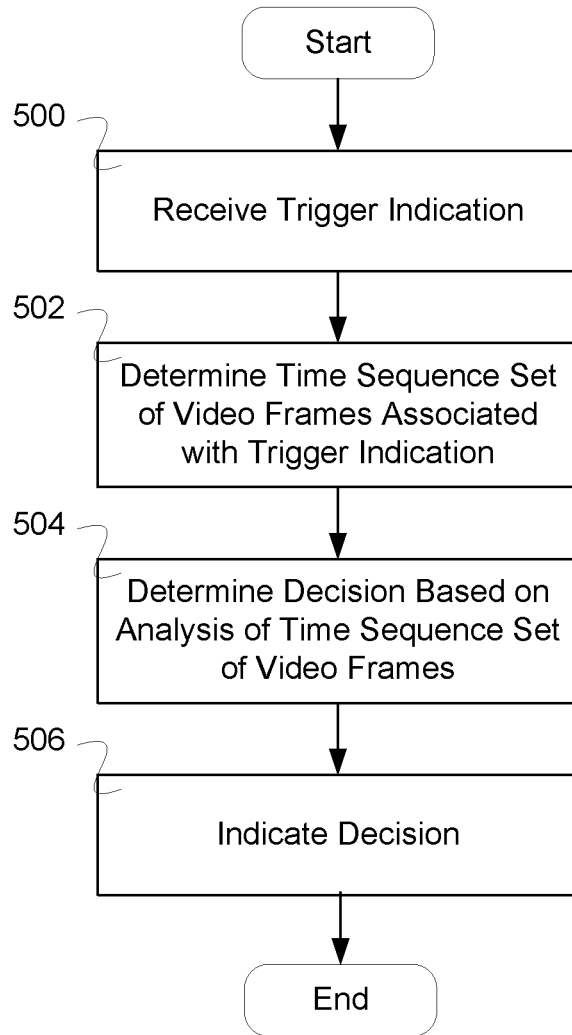 Start
500
Receive Trigger Indication
502
Determine Time Sequence Set
of Video Frames Associated
with Trigger Indication
504
Determine Decision Based on
Analysis of Time Sequence Set
of Video Frames
506
Indicate Decision
End